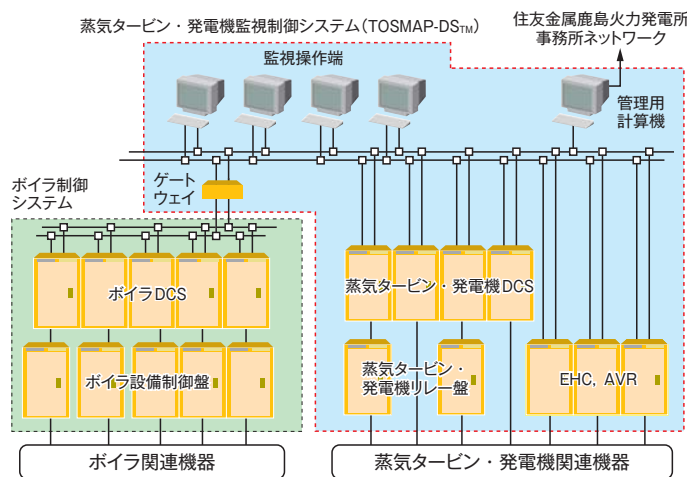 蒸気タービン・発電機監視制御システム(TOSMAP-DS™)
住友金属鹿島火力発電所
事務所ネットワーク
監視操作端
管理用
計算機
ゲート
ウェイ
ボイラ制御
システム
ボイラDCS
蒸気タービン・発電機DCS
ボイラ設備制御盤
蒸気タービン・
発電機リレー盤
EHC, AVR
ボイラ関連機器
蒸気タービン・発電機関連機器